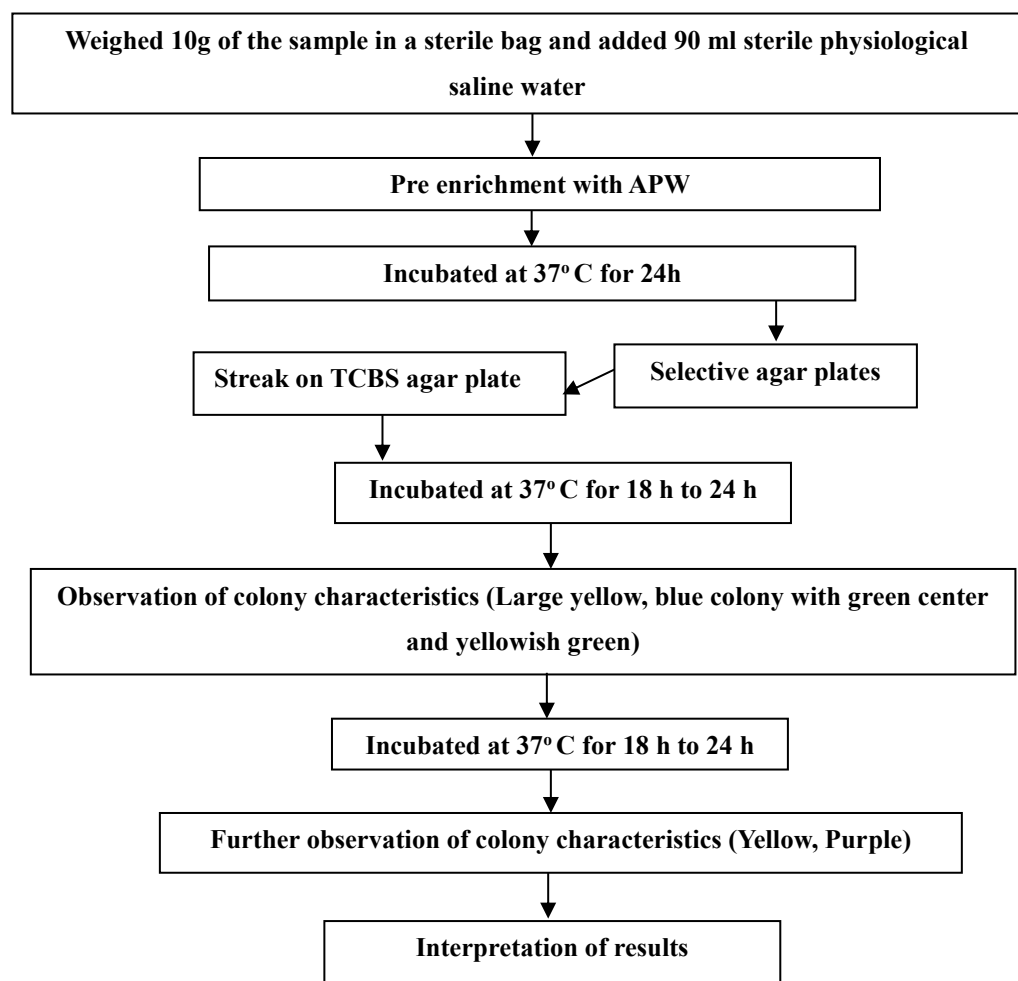 Weighed 10g of the sample in a sterile bag and added 90 ml sterile physiological
saline water
Pre enrichment with APW
Incubated at 37º C for 24h
Selective agar plates
Streak on TCBS agar plate
Incubated at 37º C for 18 h to 24 h
Observation of colony characteristics (Large yellow, blue colony with green center
and yellowish green)
Incubated at 37º C for 18 h to 24 h
Further observation of colony characteristics (Yellow, Purple)
Interpretation of results